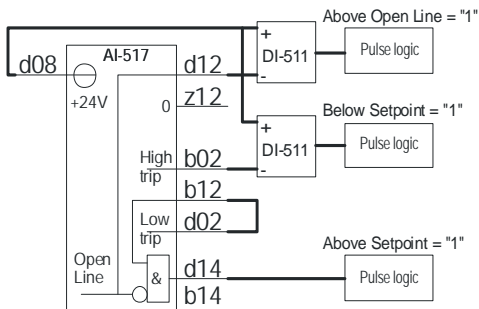 Above Open Line = "1"
AI-517
+
DI-511
-
Pulse logic
d08
d12
+24V
0
z12
Below Setpoint = "1"
+
DI-511
-
Pulse logic
High
trip
b02
b12
Low
trip
d02
Above Setpoint = "1"
Open
Line
&
d14
Pulse logic
b14